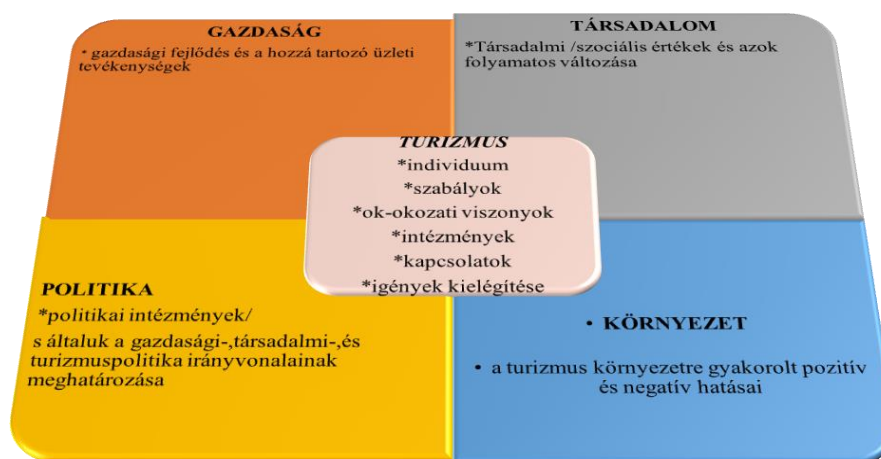 GAZDASÁG
• gazdasági fejlődés és a hozzá tartozó üzleti
tevékenységek
TÁRSADALOM
*Társadalmi /szociális értékek és azok
folyamatos változása
TURIZMUS
*individuum
*szabályok
*ok-okozati viszonyok
*intézmények
*kapcsolatok
*igények kielégítése
POLITIKA
*politikai intézmények/
s általuk a gazdasági-,társadalmi-,és
turizmuspolitika irányvonalainak
meghatározása
• KÖRNYEZET
• a turizmus környezetre gyakorolt pozitív
és negatív hatásai